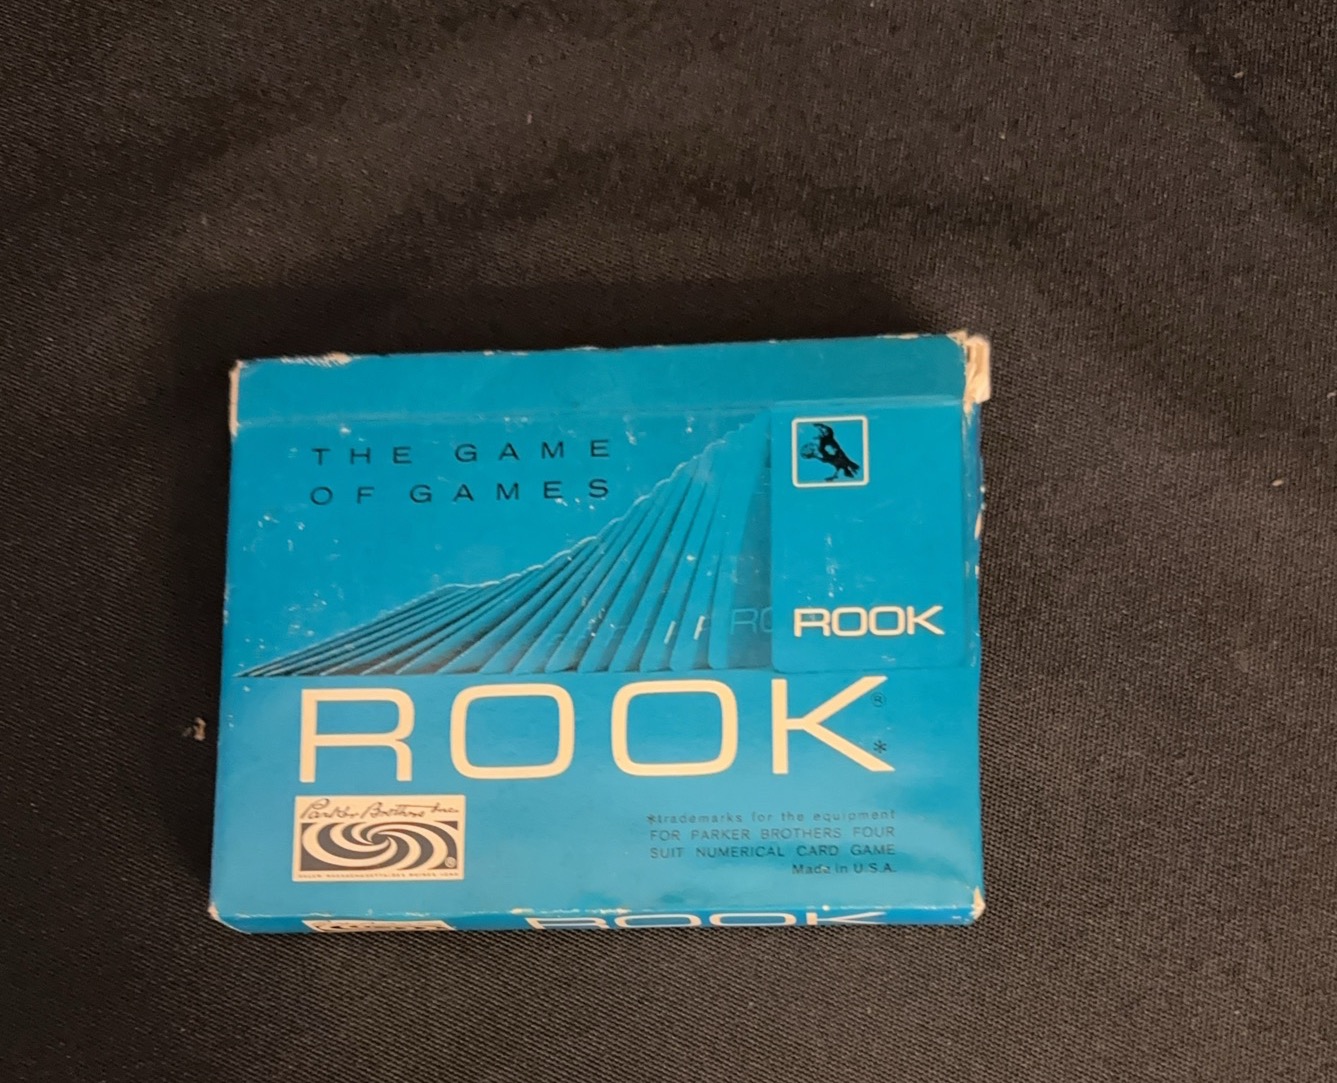 THE GAME
OF GAMES
ROOK
RO
ROOK®
*
Parker Brothers Inc.
®
*trademarks for the equipment
FOR PARKER BROTHERS FOUR
SUIT NUMERICAL CARD GAME
Made in U.S.A.
ROOK